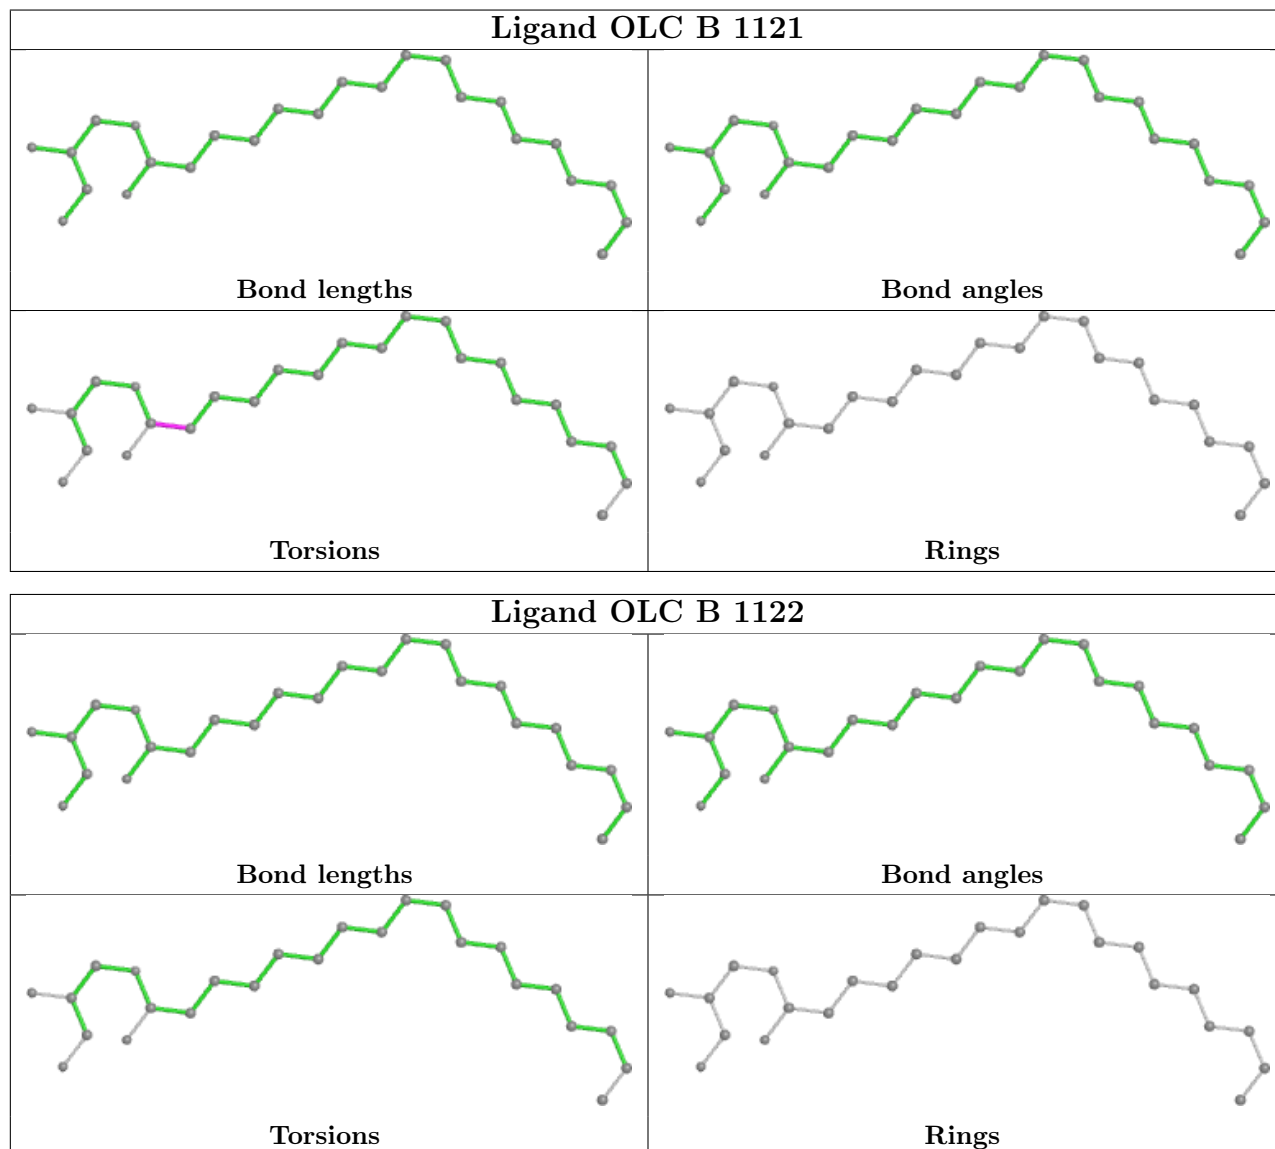 Ligand OLC B 1121
Bond lengths
Bond angles
Torsions
Rings
Ligand OLC B 1122
Bond lengths
Bond angles
Torsions
Rings